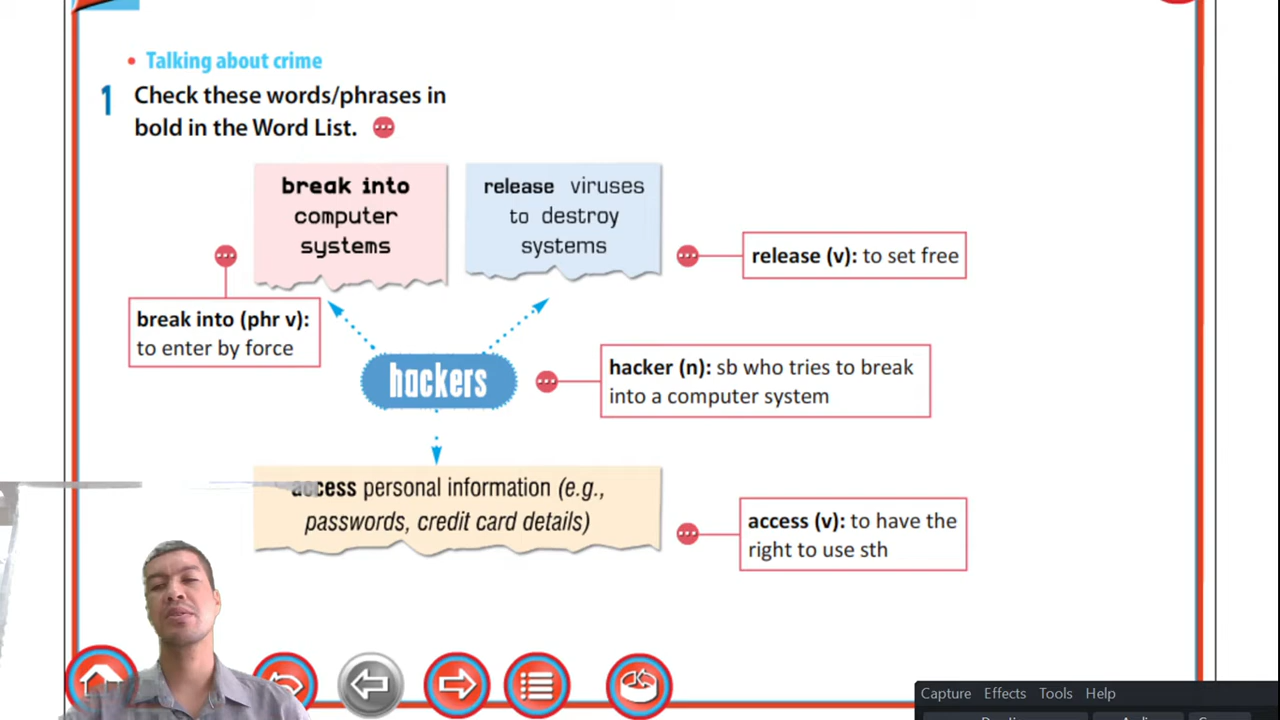 • Talking about crime
1 Check these words/phrases in
bold in the Word List.
break into
computer
systems
release viruses
to destroy
systems
release (v): to set free
break into (phr v):
to enter by force
hackers
hacker (n): sb who tries to break
into a computer system
access personal information (e.g.,
passwords, credit card details)
access (v): to have the
right to use sth
Capture Effects Tools Help